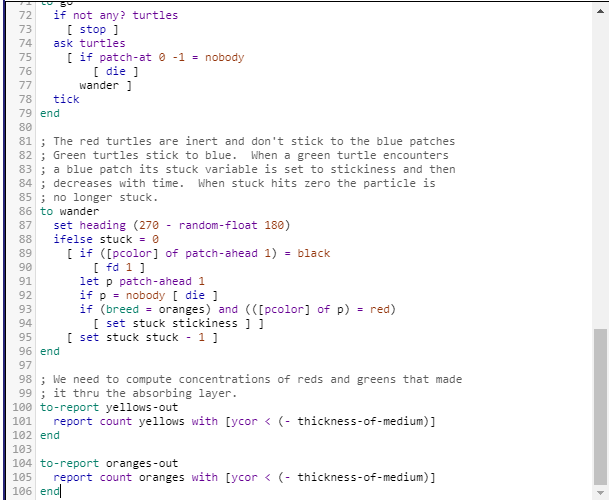 71 to go
72 if not any? turtles
73 [ stop ]
74 ask turtles
75 [ if patch-at 0 -1 = nobody
76 [ die ]
77 wander ]
78 tick
79 end
80
81 ; The red turtles are inert and don't stick to the blue patches
82 ; Green turtles stick to blue.  When a green turtle encounters
83 ; a blue patch its stuck variable is set to stickiness and then
84 ; decreases with time.  When stuck hits zero the particle is
85 ; no longer stuck.
86 to wander
87 set heading (270 - random-float 180)
88 ifelse stuck = 0
89 [ if ([pcolor] of patch-ahead 1) = black
90 [ fd 1 ]
91 let p patch-ahead 1
92 if p = nobody [ die ]
93 if (breed = oranges) and (([pcolor] of p) = red)
94 [ set stuck stickiness ] ]
95 [ set stuck stuck - 1 ]
96 end
97
98 ; We need to compute concentrations of reds and greens that made
99 ; it thru the absorbing layer.
100 to-report yellows-out
101 report count yellows with [ycor < (- thickness-of-medium)]
102 end
103
104 to-report oranges-out
105 report count oranges with [ycor < (- thickness-of-medium)]
106 end